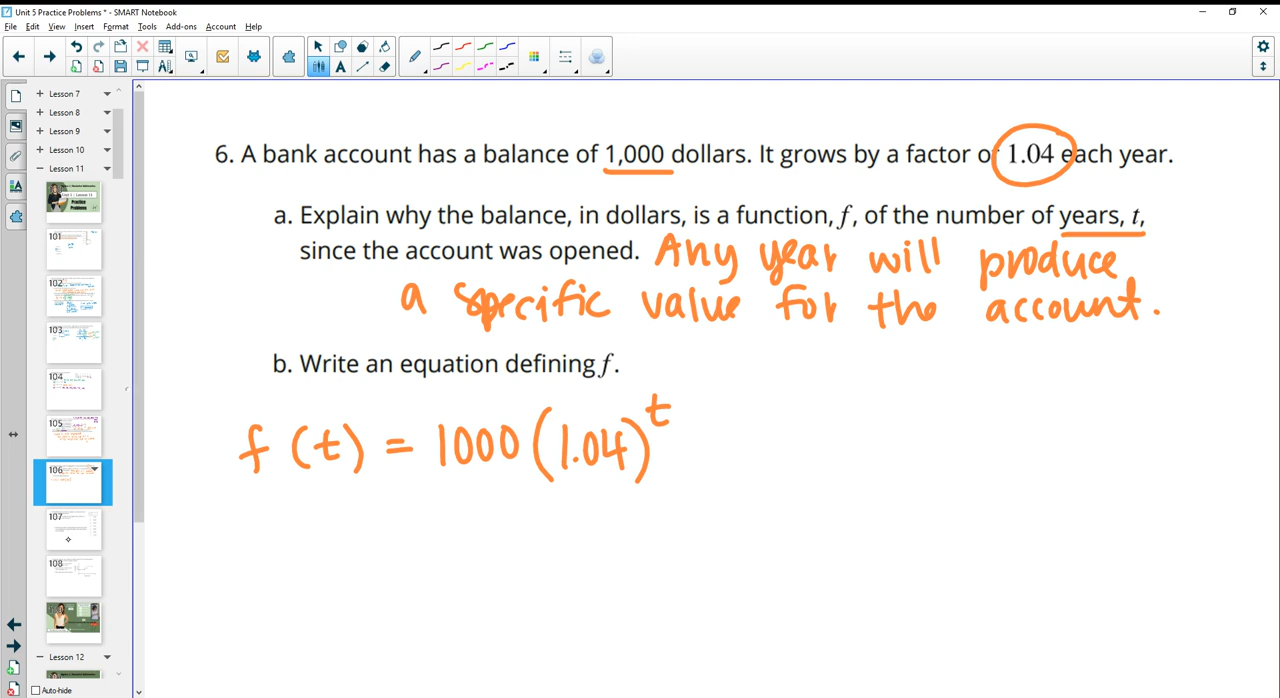 Unit 5 Practice Problems * - SMART Notebook
File Edit View Insert Format Tools Add-ons Account Help
Lesson 7
Lesson 8
Lesson 9
Lesson 10
Lesson 11
Practice
Problems
101
102
103
104
105
106
107
108
Lesson 12
Auto-hide
6. A bank account has a balance of 1,000 dollars. It grows by a factor of 1.04 each year.
a. Explain why the balance, in dollars, is a function, f, of the number of years, t,
since the account was opened. Any year will produce
a specific value for the account.
b. Write an equation defining f.
f (t) = 1000 (1.04)^t